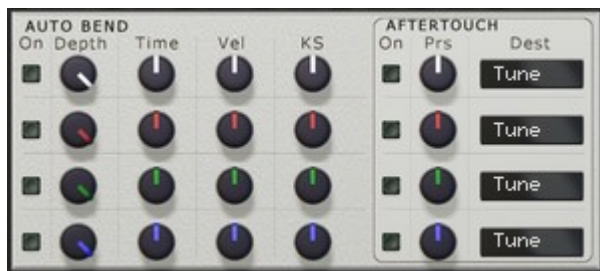 AUTO BEND
On Depth Time Vel KS
AFTERTOUCH
On Prs Dest
Tune
Tune
Tune
Tune